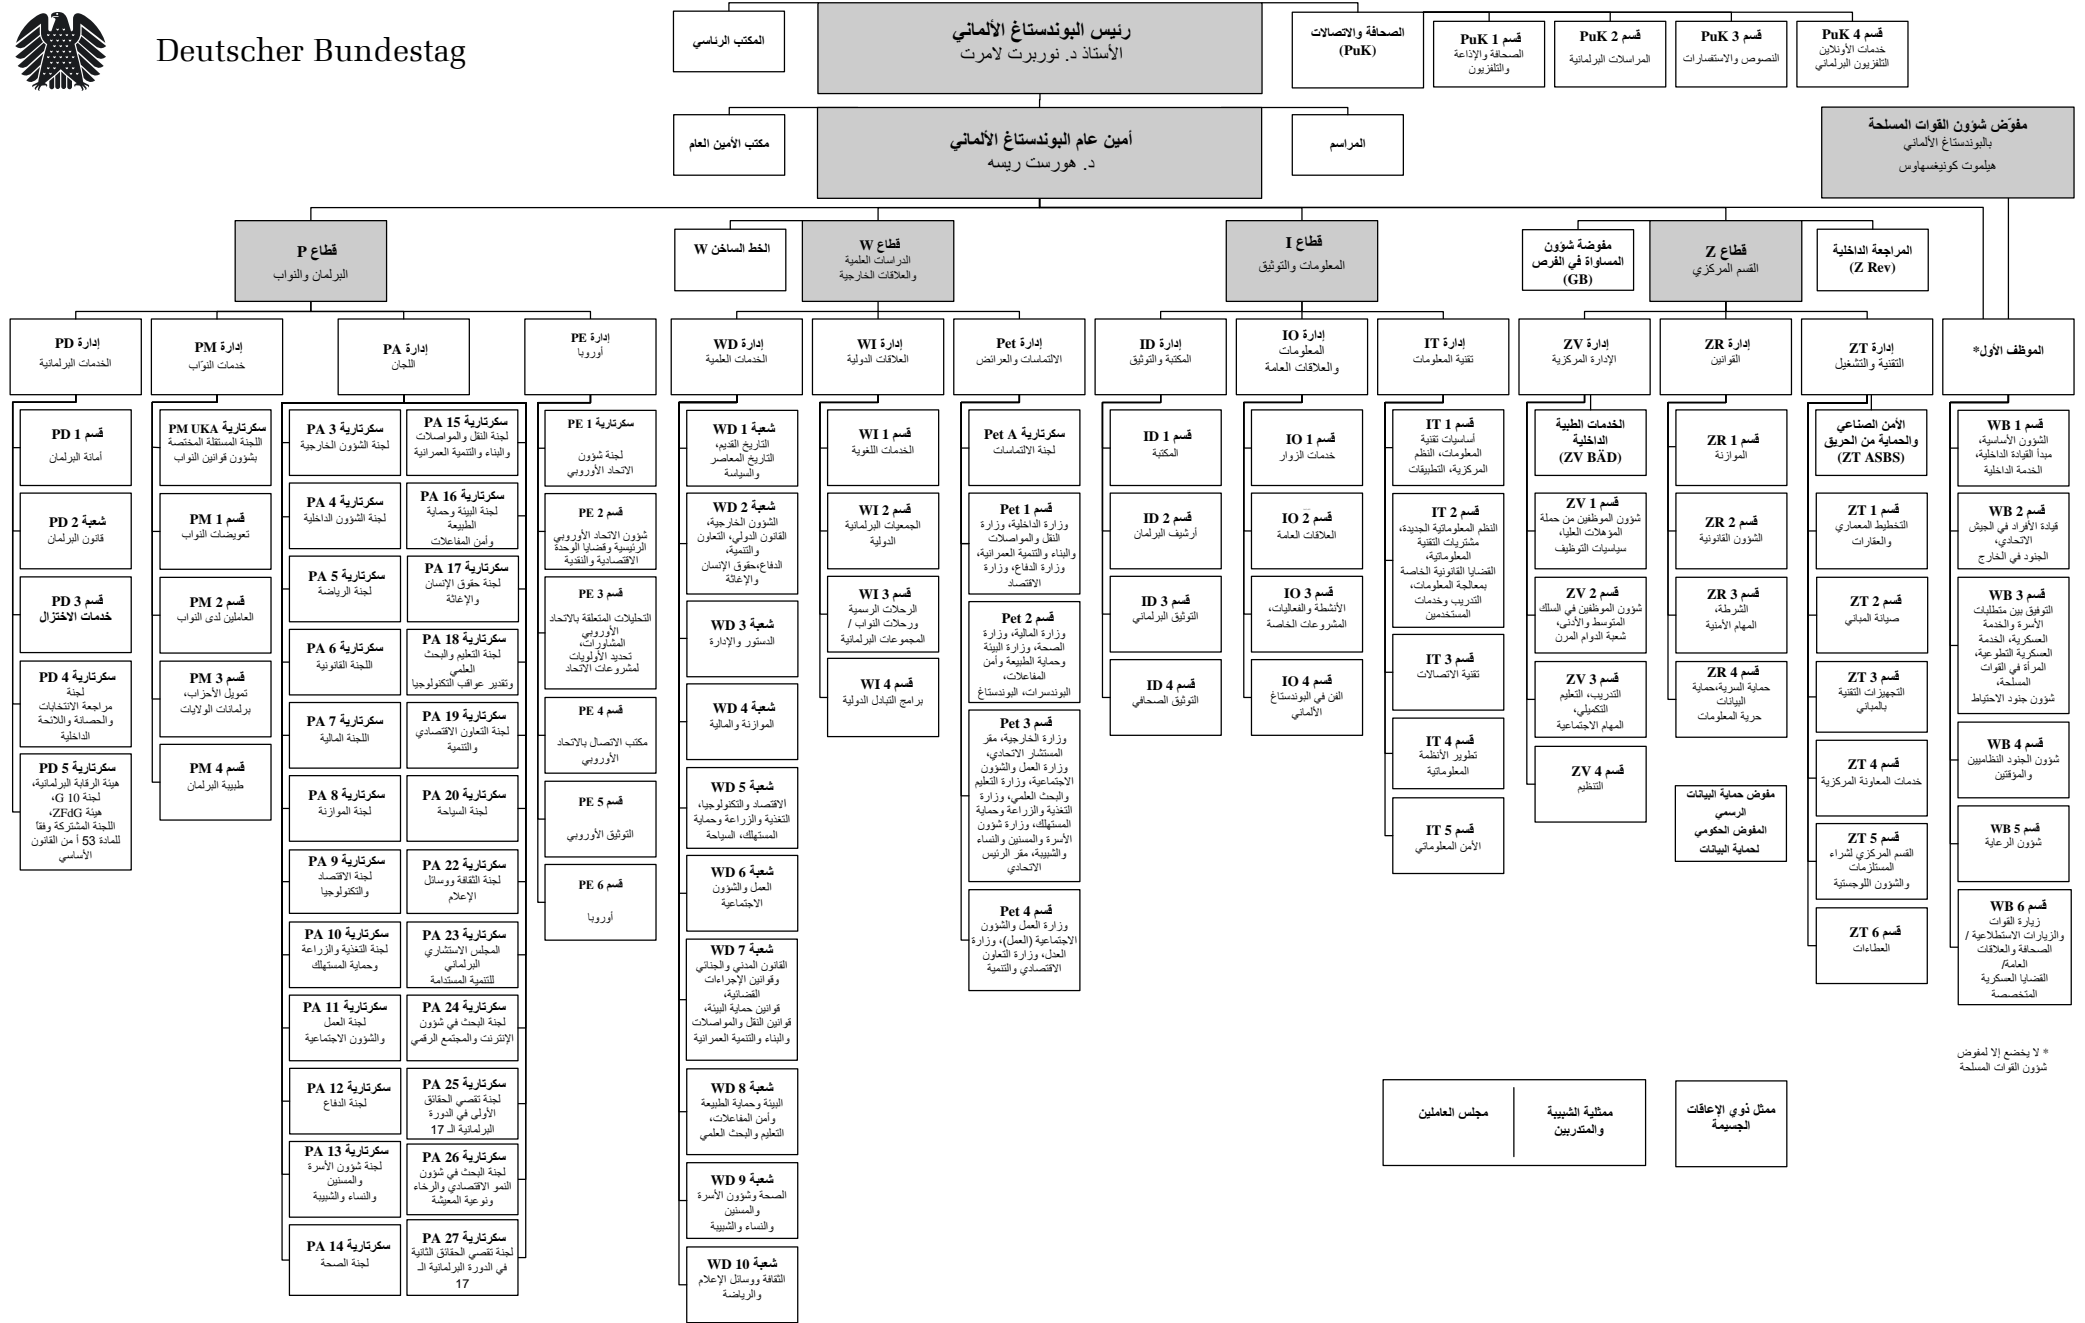 Deutscher Bundestag
رئيس البوندستاغ الألماني
الأستاذ د. نوربرت لامرت
المكتب الرئاسي
الصحافة والاتصالات
(PuK)
قسم PuK 1
الصحافة والإذاعة
والتلفزيون
قسم PuK 2
المراسلات البرلمانية
قسم PuK 3
النصوص والاستفسارات
قسم PuK 4
خدمات الأونلاين
التلفزيون البرلماني
أمين عام البوندستاغ الألماني
د. هورست ريسه
مكتب الأمين العام
المراسم
مفوّض شؤون القوات المسلحة
بالبوندستاغ الألماني
هيلموت كونيغسهاوس
قطاع P
البرلمان والنواب
الخط الساخن W
قطاع W
الدراسات العلمية
والعلاقات الخارجية
قطاع I
المعلومات والتوثيق
مفوضة شؤون
المساواة في الفرص
(GB)
قطاع Z
القسم المركزي
المراجعة الداخلية
(Z Rev)
إدارة PD
الخدمات البرلمانية
إدارة PM
خدمات النوّاب
إدارة PA
اللجان
إدارة PE
أوروبا
إدارة WD
الخدمات العلمية
إدارة WI
العلاقات الدولية
إدارة Pet
الالتماسات والعرائض
إدارة ID
المكتبة والتوثيق
إدارة IO
المعلومات
والعلاقات العامة
إدارة IT
تقنية المعلومات
إدارة ZV
الإدارة المركزية
إدارة ZR
القوانين
إدارة ZT
التقنية والتشغيل
الموظف الأول*
قسم PD 1
أمانة البرلمان
شعبة PD 2
قانون البرلمان
قسم PD 3
خدمات الاختزال
سكرتارية PD 4
لجنة
مراجعة الانتخابات
والحصانة واللائحة
الداخلية
سكرتارية PD 5
هيئة الرقابة البرلمانية،
لجنة G 10،
هيئة ZFdG،
اللجنة المشتركة وفقاً
للمادة 53 أ من القانون
الأساسي
سكرتارية PM UKA
اللجنة المستقلة المختصة
بشؤون قوانين النواب
قسم PM 1
تعويضات النواب
قسم PM 2
العاملين لدى النواب
قسم PM 3
تمويل الأحزاب،
برلمانات الولايات
قسم PM 4
طبيبة البرلمان
سكرتارية PA 3
لجنة الشؤون الخارجية
سكرتارية PA 4
لجنة الشؤون الداخلية
سكرتارية PA 5
لجنة الرياضة
سكرتارية PA 6
اللجنة القانونية
سكرتارية PA 7
اللجنة المالية
سكرتارية PA 8
لجنة الموازنة
سكرتارية PA 9
لجنة الاقتصاد
والتكنولوجيا
سكرتارية PA 10
لجنة التغذية والزراعة
وحماية المستهلك
سكرتارية PA 11
لجنة العمل
والشؤون الاجتماعية
سكرتارية PA 12
لجنة الدفاع
سكرتارية PA 13
لجنة شؤون الأسرة
والمسنين
والنساء والشبيبة
سكرتارية PA 14
لجنة الصحة
سكرتارية PA 15
لجنة النقل والمواصلات
والبناء والتنمية العمرانية
سكرتارية PA 16
لجنة البيئة وحماية
الطبيعة
وأمن المفاعلات
سكرتارية PA 17
لجنة حقوق الإنسان
والإغاثة
سكرتارية PA 18
لجنة التعليم والبحث
العلمي
وتقدير عواقب التكنولوجيا
سكرتارية PA 19
لجنة التعاون الاقتصادي
والتنمية
سكرتارية PA 20
لجنة السياحة
سكرتارية PA 22
لجنة الثقافة ووسائل
الإعلام
سكرتارية PA 23
المجلس الاستشاري
البرلماني
للتنمية المستدامة
سكرتارية PA 24
لجنة البحث في شؤون
الإنترنت والمجتمع الرقمي
سكرتارية PA 25
لجنة تقصي الحقائق
الأولى في الدورة
البرلمانية الـ 17
سكرتارية PA 26
لجنة البحث في شؤون
النمو الاقتصادي والرخاء
ونوعية المعيشة
سكرتارية PA 27
لجنة تقصي الحقائق الثانية
في الدورة البرلمانية الـ
17
سكرتارية PE 1
لجنة شؤون
الاتحاد الأوروبي
قسم PE 2
شؤون الاتحاد الأوروبي
الرئيسية وقضايا الوحدة
الاقتصادية والنقدية
قسم PE 3
التحليلات المتعلقة بالاتحاد
الأوروبي
المشاورات،
تحديد الأولويات
لمشروعات الاتحاد
قسم PE 4
مكتب الاتصال بالاتحاد
الأوروبي
قسم PE 5
التوثيق الأوروبي
قسم PE 6
أوروبا
شعبة WD 1
التاريخ القديم،
التاريخ المعاصر
والسياسة
شعبة WD 2
الشؤون الخارجية،
القانون الدولي، التعاون
والتنمية،
الدفاع،حقوق الإنسان
والإغاثة
شعبة WD 3
الدستور والإدارة
شعبة WD 4
الموازنة والمالية
شعبة WD 5
الاقتصاد والتكنولوجيا،
التغذية والزراعة وحماية
المستهلك، السياحة
شعبة WD 6
العمل والشؤون
الاجتماعية
شعبة WD 7
القانون المدني والجنائي
وقوانين الإجراءات
القضائية،
قوانين حماية البيئة،
قوانين النقل والمواصلات
والبناء والتنمية العمرانية
شعبة WD 8
البيئة وحماية الطبيعة
وأمن المفاعلات،
التعليم والبحث العلمي
شعبة WD 9
الصحة وشؤون الأسرة
والمسنين
والنساء والشبيبة
شعبة WD 10
الثقافة ووسائل الإعلام
والرياضة
قسم WI 1
الخدمات اللغوية
قسم WI 2
الجمعيات البرلمانية
الدولية
قسم WI 3
الرحلات الرسمية
ورحلات النواب /
المجموعات البرلمانية
قسم WI 4
برامج التبادل الدولية
سكرتارية Pet A
لجنة الالتماسات
قسم Pet 1
وزارة الداخلية، وزارة
النقل والمواصلات
والبناء والتنمية العمرانية،
وزارة الدفاع، وزارة
الاقتصاد
قسم Pet 2
وزارة المالية، وزارة
الصحة، وزارة البيئة
وحماية الطبيعة وأمن
المفاعلات،
البوندسرات، البوندستاغ
قسم Pet 3
وزارة الخارجية، مقر
المستشار الاتحادي،
وزارة العمل والشؤون
الاجتماعية، وزارة التعليم
والبحث العلمي، وزارة
التغذية والزراعة وحماية
المستهلك، وزارة شؤون
الأسرة والمسنين والنساء
والشبيبة، مقر الرئيس
الاتحادي
قسم Pet 4
وزارة العمل والشؤون
الاجتماعية (العمل)، وزارة
العدل، وزارة التعاون
الاقتصادي والتنمية
قسم ID 1
المكتبة
قسم ID 2
أرشيف البرلمان
قسم ID 3
التوثيق البرلماني
قسم ID 4
التوثيق الصحافي
قسم IO 1
خدمات الزوار
قسم IO 2
العلاقات العامة
قسم IO 3
الأنشطة والفعاليات،
المشروعات الخاصة
قسم IO 4
الفن في البوندستاغ
الألماني
قسم IT 1
أساسيات تقنية
المعلومات، النظم
المركزية، التطبيقات
قسم IT 2
النظم المعلوماتية الجديدة،
مشتريات التقنية
المعلوماتية،
القضايا القانونية الخاصة
بمعالجة المعلومات،
التدريب وخدمات
المستخدمين
قسم IT 3
تقنية الاتصالات
قسم IT 4
تطوير الأنظمة
المعلوماتية
قسم IT 5
الأمن المعلوماتي
الخدمات الطبية
الداخلية
(ZV BÄD)
قسم ZV 1
شؤون الموظفين من حملة
المؤهلات العليا،
سياسيات التوظيف
قسم ZV 2
شؤون الموظفين في السلك
المتوسط والأدنى،
شعبة الدوام المرن
قسم ZV 3
التدريب، التعليم
التكميلي،
المهام الاجتماعية
قسم ZV 4
التنظيم
قسم ZR 1
الموازنة
قسم ZR 2
الشؤون القانونية
قسم ZR 3
الشرطة،
المهام الأمنية
قسم ZR 4
حماية السرية،حماية
البيانات
حرية المعلومات
مفوض حماية البيانات
الرسمي
المفوض الحكومي
لحماية البيانات
الأمن الصناعي
والحماية من الحريق
(ZT ASBS)
قسم ZT 1
التخطيط المعماري
والعقارات
قسم ZT 2
صيانة المباني
قسم ZT 3
التجهيزات التقنية
بالمباني
قسم ZT 4
خدمات المعاونة المركزية
قسم ZT 5
القسم المركزي لشراء
المستلزمات
والشؤون اللوجستية
قسم ZT 6
العطاءات
قسم WB 1
الشؤون الأساسية،
مبدأ القيادة الداخلية،
الخدمة الداخلية
قسم WB 2
قيادة الأفراد في الجيش
الاتحادي،
الجنود في الخارج
قسم WB 3
التوفيق بين متطلبات
الأسرة والخدمة
العسكرية، الخدمة
العسكرية التطوعية،
المرأة في القوات
المسلحة،
شؤون جنود الاحتياط
قسم WB 4
شؤون الجنود النظاميين
والمؤقتين
قسم WB 5
شؤون الرعاية
قسم WB 6
زيارة القوات
والزيارات الاستطلاعية /
الصحافة والعلاقات
العامة/
القضايا العسكرية
المتخصصة
* لا يخضع إلا لمفوض
شؤون القوات المسلحة
مجلس العاملين
ممثلية الشبيبة
والمتدربين
ممثل ذوي الإعاقات
الجسيمة